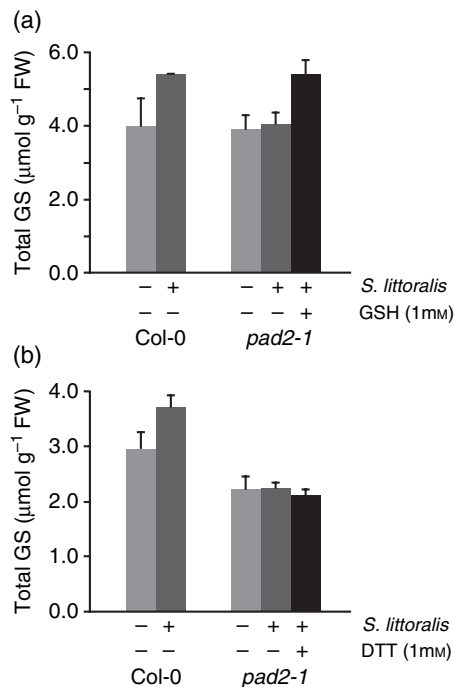 (a)
Total GS (µmol g⁻¹ FW)
6.0
4.0
2.0
0.0
– + – + + S. littoralis
– – – – + GSH (1mM)
Col-0 pad2-1
(b)
Total GS (µmol g⁻¹ FW)
4.0
3.0
2.0
1.0
0.0
– + – + + S. littoralis
– – – – + DTT (1mM)
Col-0 pad2-1